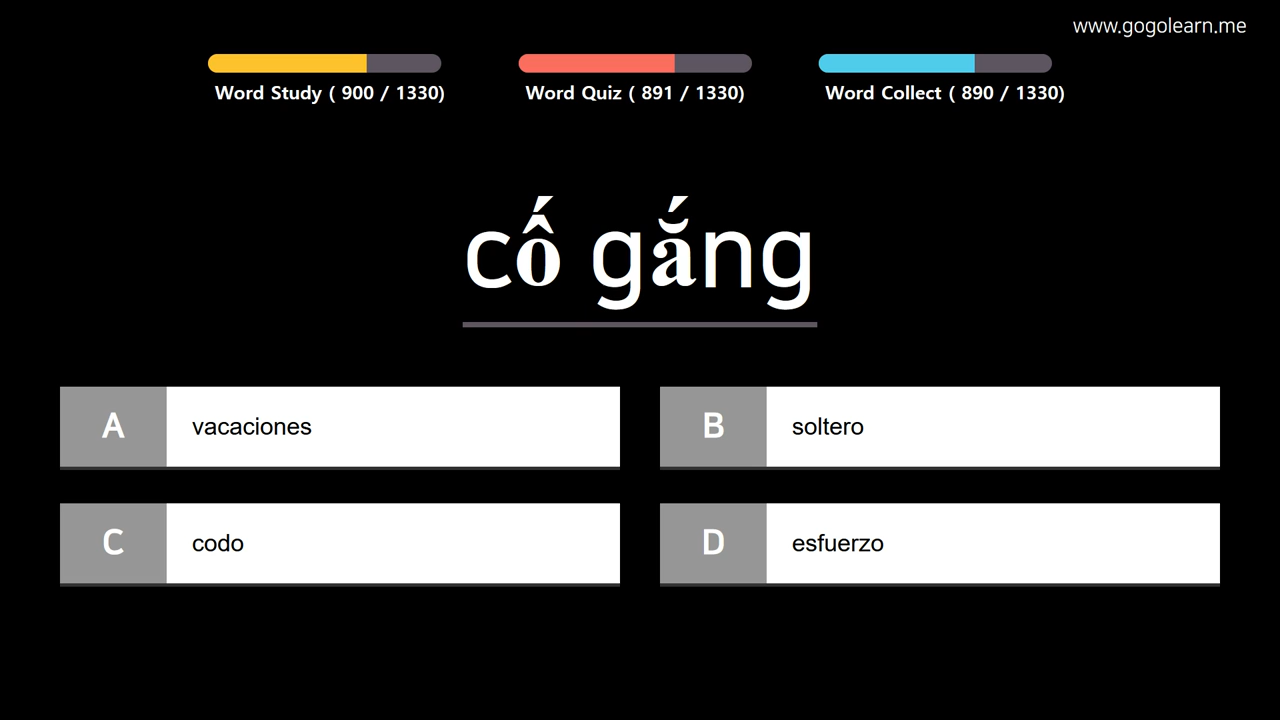 www.gogolearn.me
Word Study ( 900 / 1330)
Word Quiz ( 891 / 1330)
Word Collect ( 890 / 1330)
cố gắng
A vacaciones
B soltero
C codo
D esfuerzo